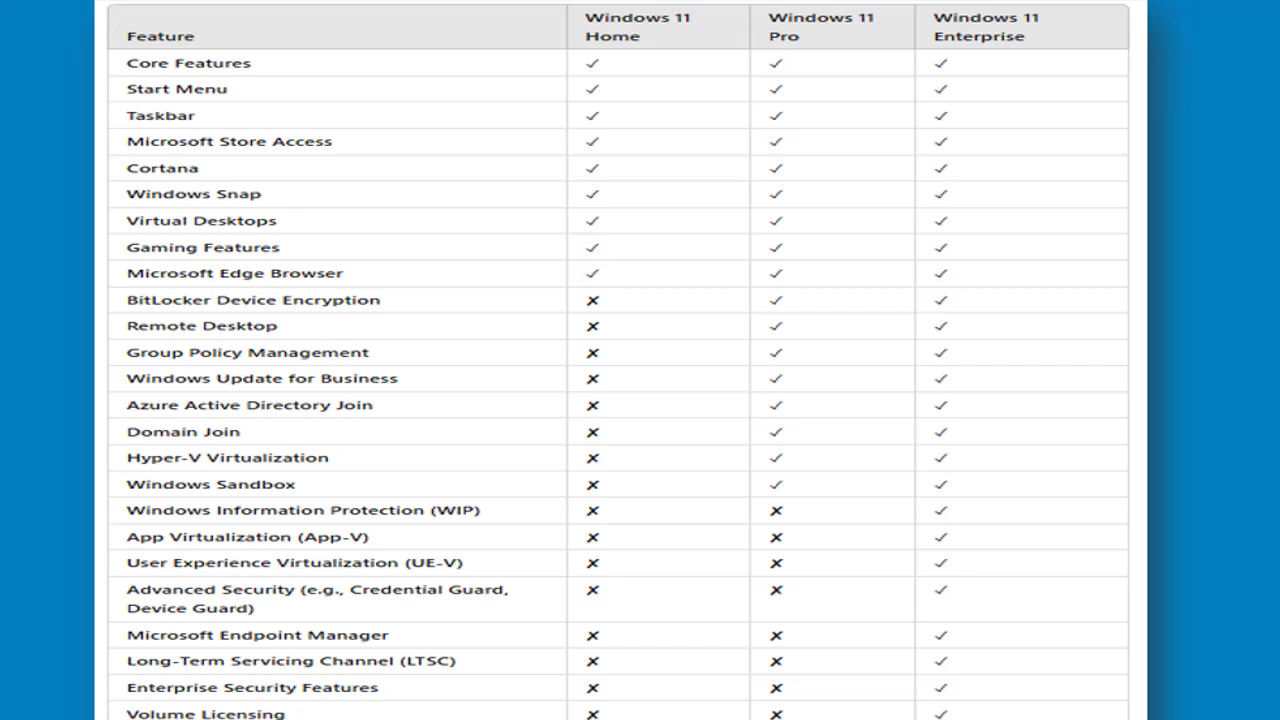 Feature Windows 11 Home Windows 11 Pro Windows 11 Enterprise
Core Features ✓ ✓ ✓
Start Menu ✓ ✓ ✓
Taskbar ✓ ✓ ✓
Microsoft Store Access ✓ ✓ ✓
Cortana ✓ ✓ ✓
Windows Snap ✓ ✓ ✓
Virtual Desktops ✓ ✓ ✓
Gaming Features ✓ ✓ ✓
Microsoft Edge Browser ✓ ✓ ✓
BitLocker Device Encryption ✗ ✓ ✓
Remote Desktop ✗ ✓ ✓
Group Policy Management ✗ ✓ ✓
Windows Update for Business ✗ ✓ ✓
Azure Active Directory Join ✗ ✓ ✓
Domain Join ✗ ✓ ✓
Hyper-V Virtualization ✗ ✓ ✓
Windows Sandbox ✗ ✓ ✓
Windows Information Protection (WIP) ✗ ✗ ✓
App Virtualization (App-V) ✗ ✗ ✓
User Experience Virtualization (UE-V) ✗ ✗ ✓
Advanced Security (e.g., Credential Guard, ✗ ✗ ✓
Device Guard)
Microsoft Endpoint Manager ✗ ✗ ✓
Long-Term Servicing Channel (LTSC) ✗ ✗ ✓
Enterprise Security Features ✗ ✗ ✓
Volume Licensing ✗ ✗ ✓